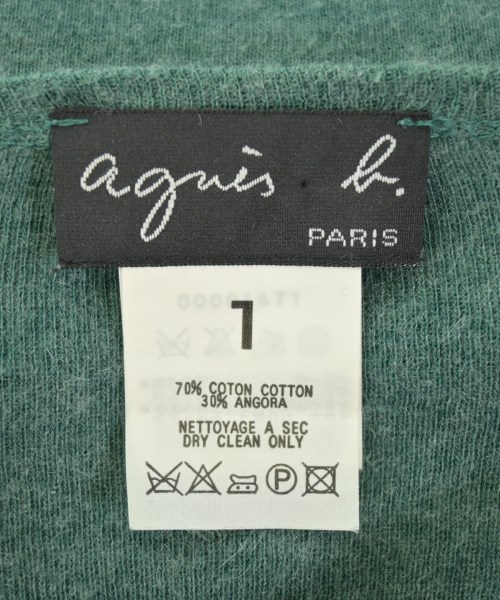 agnès b.
PARIS
1
70% COTON COTTON
30% ANGORA
NETTOYAGE A SEC
DRY CLEAN ONLY
P